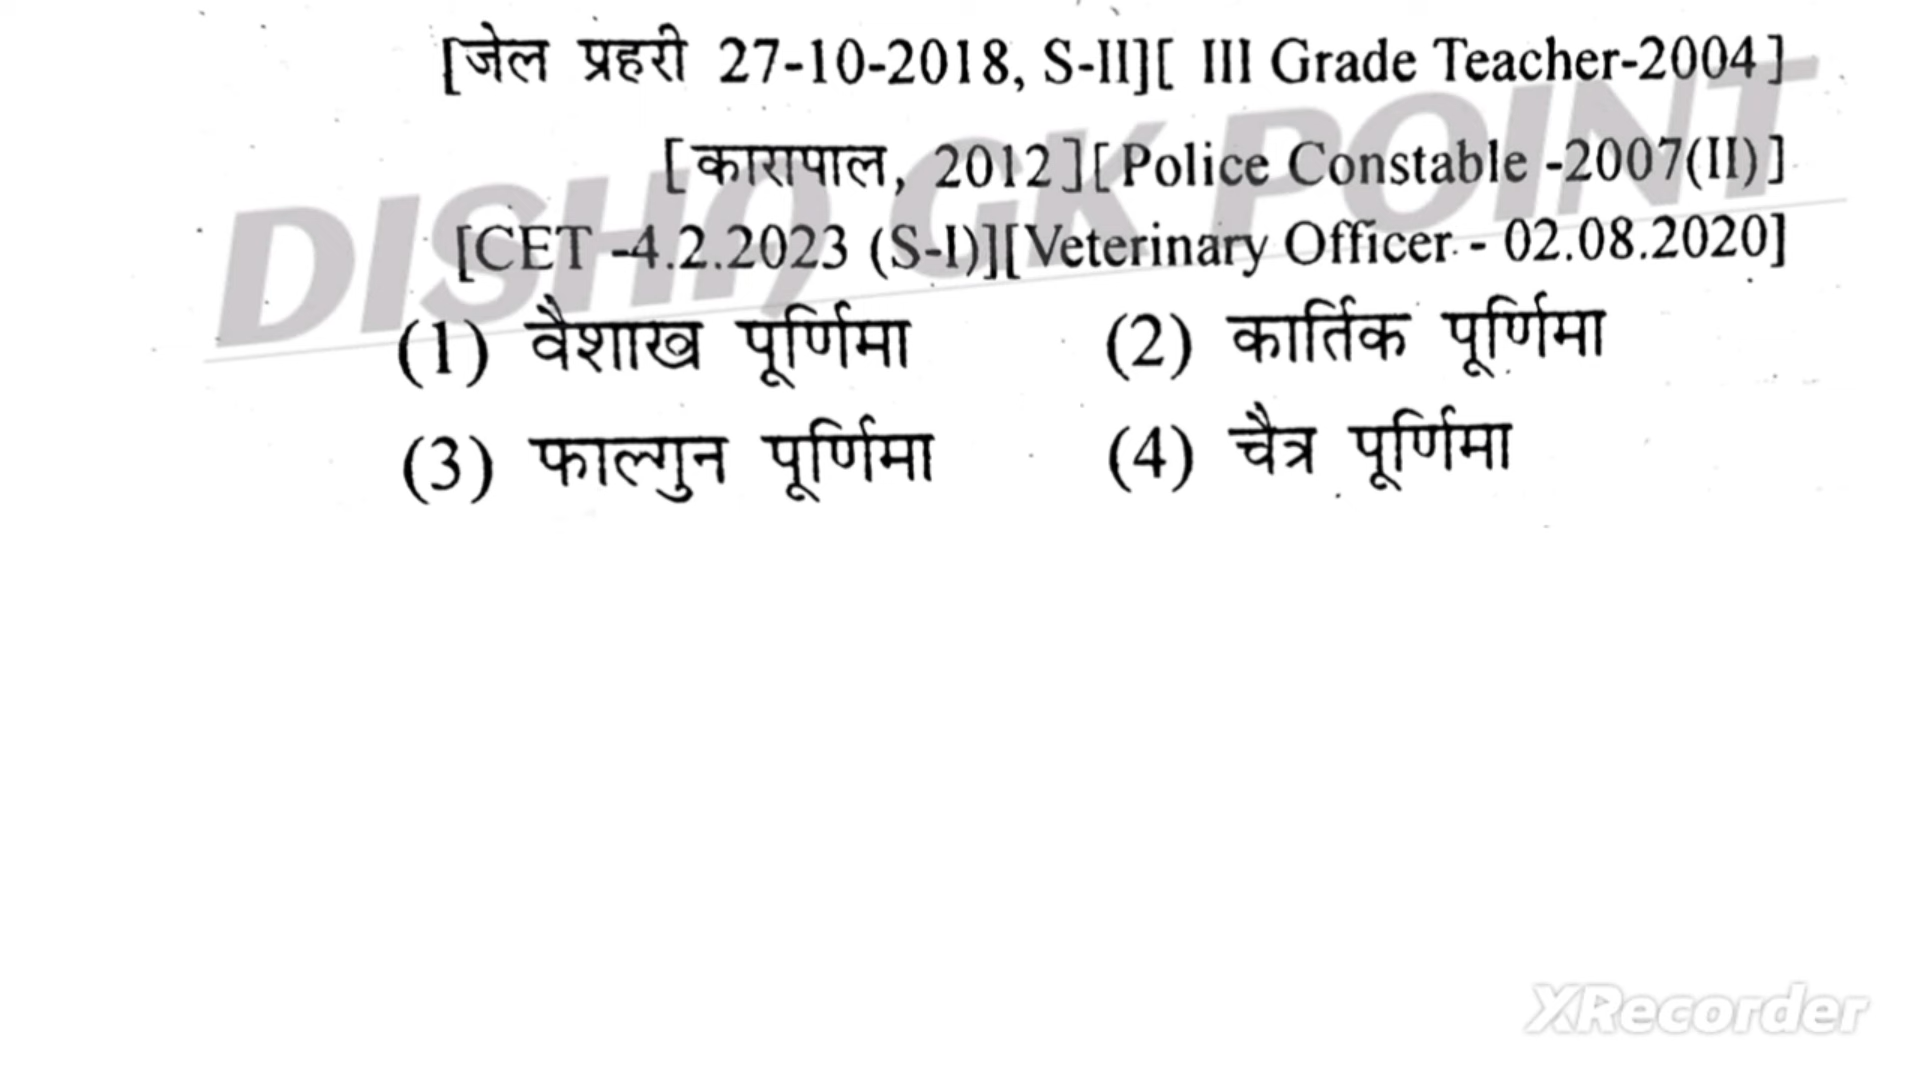 [जेल प्रहरी 27-10-2018, S-II][ III Grade Teacher-2004]
[कारापाल, 2012][Police Constable -2007(II)]
[CET -4.2.2023 (S-I)][Veterinary Officer - 02.08.2020]
(1) वैशाख पूर्णिमा (2) कार्तिक पूर्णिमा
(3) फाल्गुन पूर्णिमा (4) चैत्र पूर्णिमा
GK POINT
XRecorder